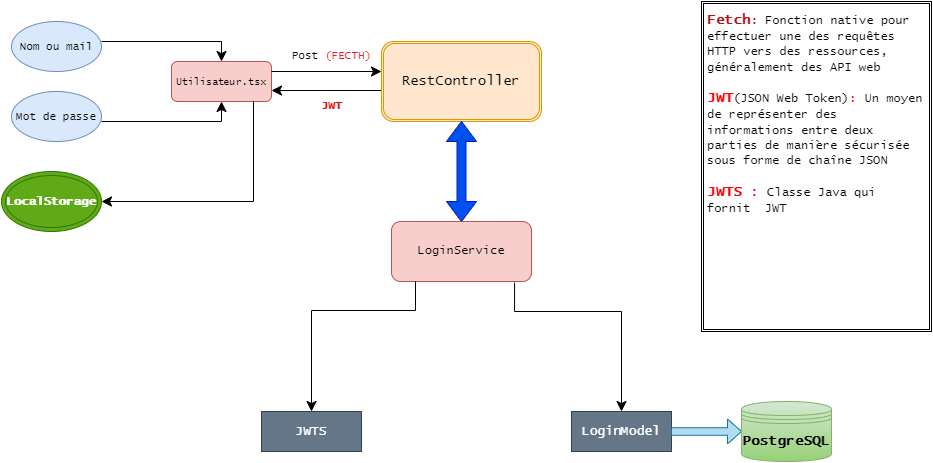 Nom ou mail
Mot de passe
LocalStorage
Utilisateur.tsx
Post (FECTH)
JWT
RestController
LoginService
JWTS
LoginModel
PostgreSQL
Fetch: Fonction native pour
effectuer une des requêtes
HTTP vers des ressources,
généralement des API web
JWT(JSON Web Token): Un moyen
de représenter des
informations entre deux
parties de manière sécurisée
sous forme de chaîne JSON
JWTS : Classe Java qui
fornit JWT